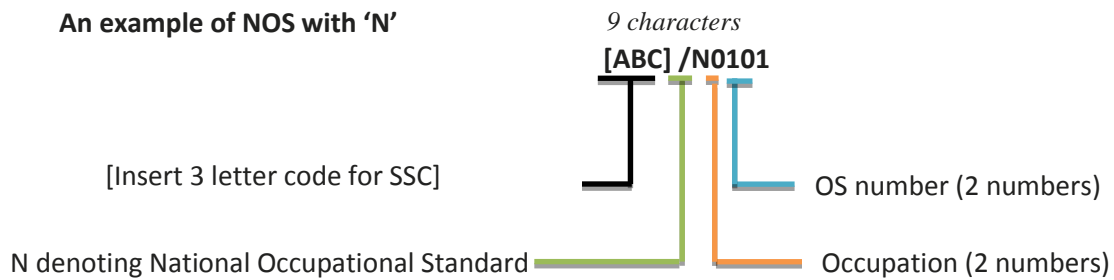 An example of NOS with ‘N’
9 characters
[ABC] /N0101
[Insert 3 letter code for SSC]
OS number (2 numbers)
N denoting National Occupational Standard
Occupation (2 numbers)